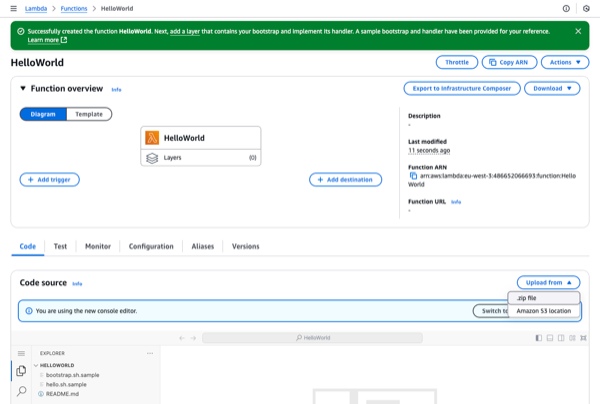 Lambda > Functions > HelloWorld
Successfully created the function HelloWorld. Next, add a layer that contains your bootstrap and implement its handler. A sample bootstrap and handler have been provided for your reference.
Learn more
HelloWorld
Throttle
Copy ARN
Actions
Function overview Info
Export to Infrastructure Composer
Download
Diagram
Template
HelloWorld
Layers (0)
+ Add trigger
+ Add destination
Description
-
Last modified
11 seconds ago
Function ARN
arn:aws:lambda:eu-west-3:486652066693:function:Hello
World
Function URL Info
-
Code
Test
Monitor
Configuration
Aliases
Versions
Code source Info
Upload from
.zip file
Amazon S3 location
You are using the new console editor.
Switch to
HelloWorld
EXPLORER
HELLOWORLD
bootstrap.sh.sample
hello.sh.sample
README.md